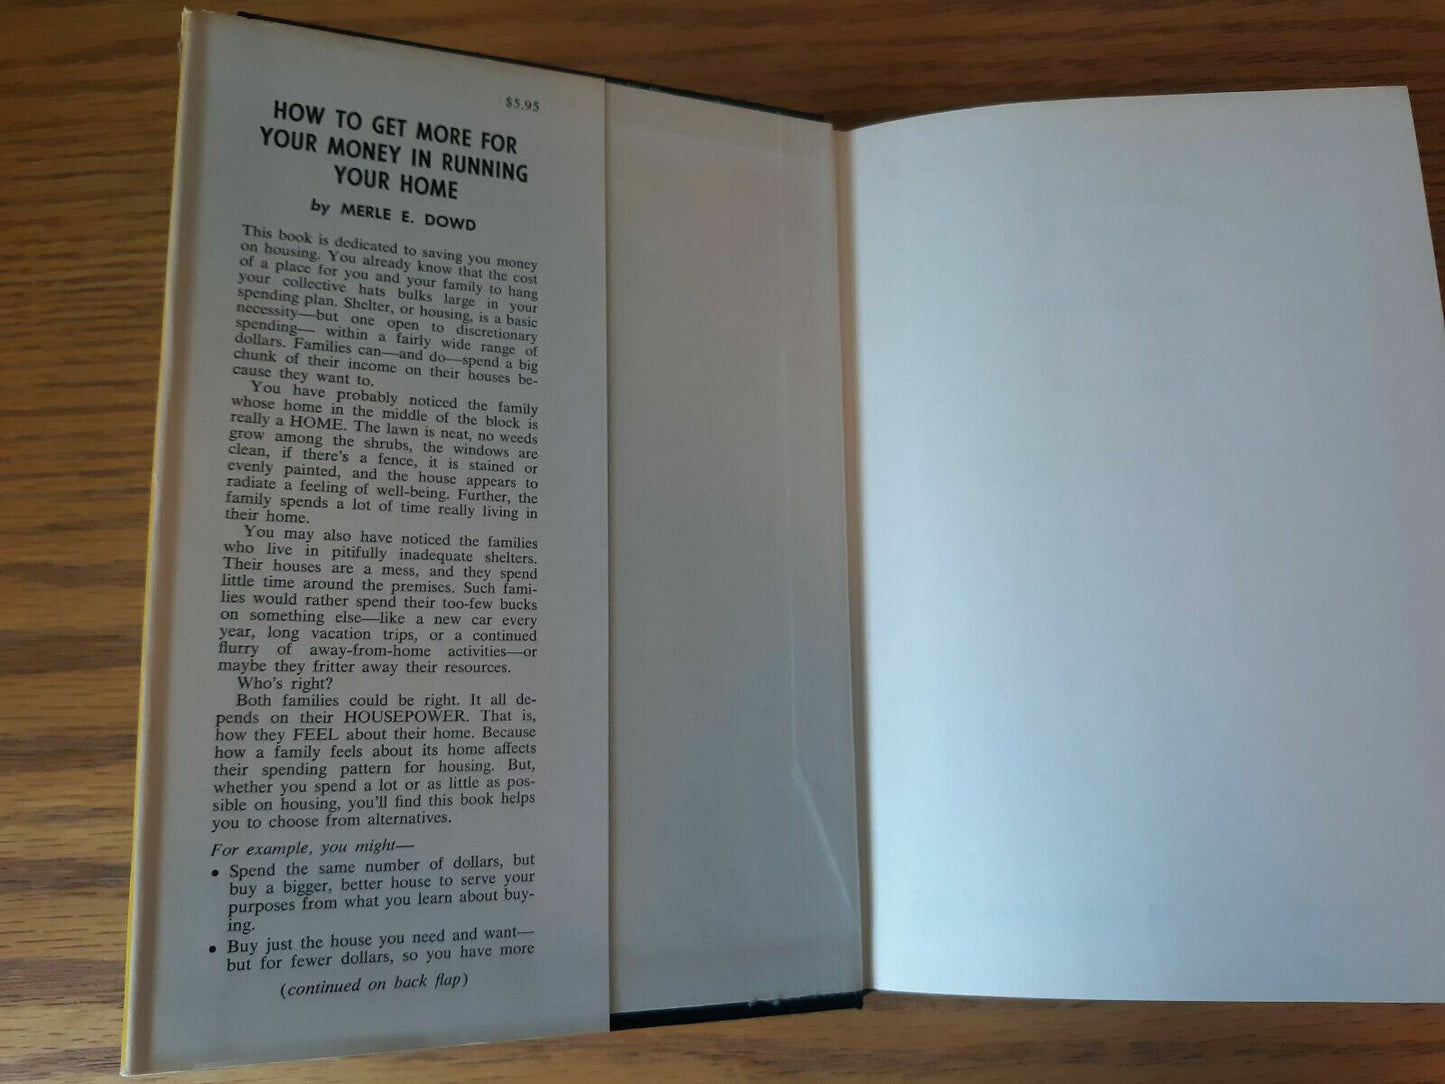 $5.95
HOW TO GET MORE FOR
YOUR MONEY IN RUNNING
YOUR HOME
by MERLE E. DOWD
This book is dedicated to saving you money
on housing. You already know that the cost
of a place for you and your family to hang
your collective hats bulks large in your
spending plan. Shelter, or housing, is a basic
necessity—but one open to discretionary
spending— within a fairly wide range of
dollars. Families can—and do—spend a big
chunk of their income on their houses be-
cause they want to.
You have probably noticed the family
whose home in the middle of the block is
really a HOME. The lawn is neat, no weeds
grow among the shrubs, the windows are
clean, if there's a fence, it is stained or
evenly painted, and the house appears to
radiate a feeling of well-being. Further, the
family spends a lot of time really living in
their home.
You may also have noticed the families
who live in pitifully inadequate shelters.
Their houses are a mess, and they spend
little time around the premises. Such fami-
lies would rather spend their too-few bucks
on something else—like a new car every
year, long vacation trips, or a continued
flurry of away-from-home activities—or
maybe they fritter away their resources.
Who's right?
Both families could be right. It all de-
pends on their HOUSEPOWER. That is,
how they FEEL about their home. Because
how a family feels about its home affects
their spending pattern for housing. But,
whether you spend a lot or as little as pos-
sible on housing, you'll find this book helps
you to choose from alternatives.
For example, you might—
• Spend the same number of dollars, but
buy a bigger, better house to serve your
purposes from what you learn about buy-
ing.
• Buy just the house you need and want—
but for fewer dollars, so you have more
(continued on back flap)